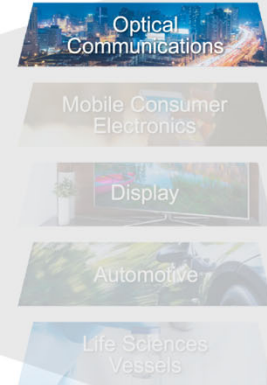 Optical
Communications
Mobile Consumer
Electronics
Display
Automotive
Life Sciences
Vessels